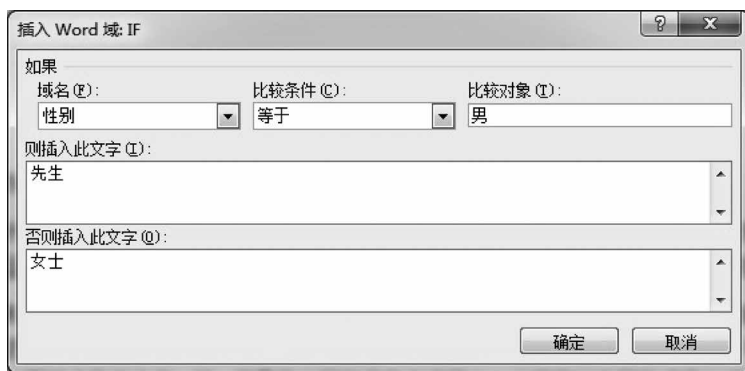 插入 Word 域: IF
如果
域名(F): 比较条件(C): 比较对象(T):
性别 等于 男
则插入此文字(I):
先生
否则插入此文字(O):
女士
确定 取消